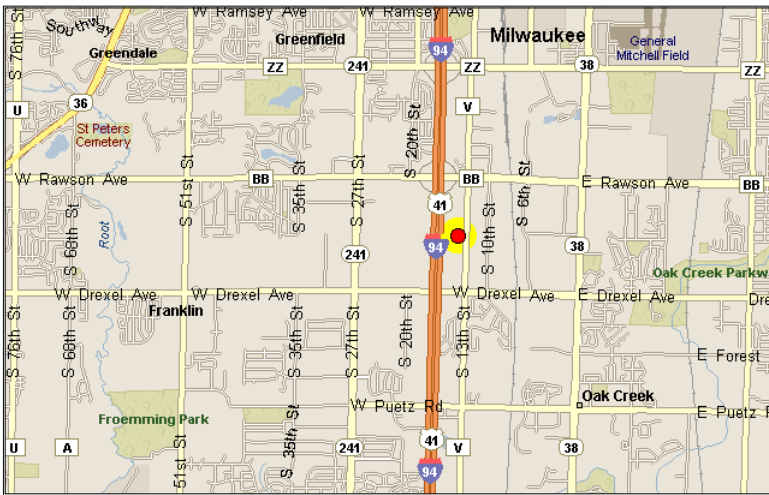 W Ramsey Ave
W Ramsey Ave
Southway
Greenfield
Milwaukee
94
General
Mitchell Field
Greendale
S 76th St
ZZ
241
ZZ
38
ZZ
U
36
V
St Peters
Cemetery
S 20th St
S 51st St
W Rawson Ave
BB
BB
E Rawson Ave
BB
S 35th St
S 27th St
S 68th St
41
S 10th St
S 6th St
Root
94
241
38
Oak Creek Parkw
W Drexel Ave
W Drexel Ave
W Drexel Ave
E Drexel Ave
Dre
Franklin
S 76th St
S 68th St
S 35th St
S 27th St
S 20th St
S 13th St
E Forest
Oak Creek
W Puetz Rd
E Puetz R
Froemming Park
51st St
S 35th St
U
A
241
41
V
38
94